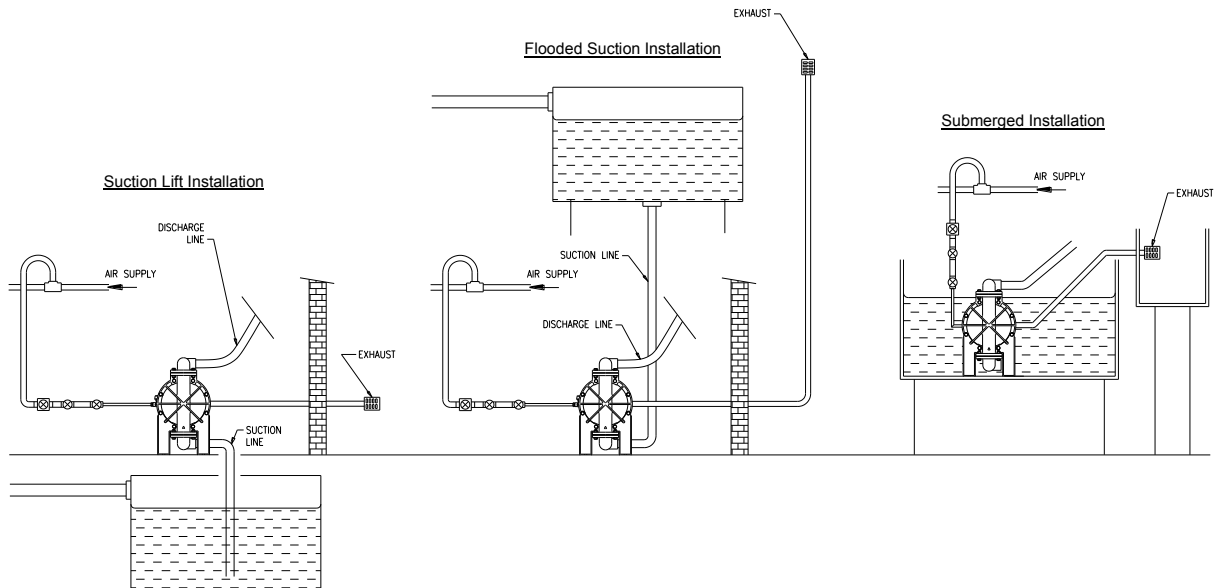 Suction Lift Installation
DISCHARGE
LINE
AIR SUPPLY
EXHAUST
SUCTION
LINE
Flooded Suction Installation
EXHAUST
SUCTION LINE
AIR SUPPLY
DISCHARGE LINE
Submerged Installation
AIR SUPPLY
EXHAUST